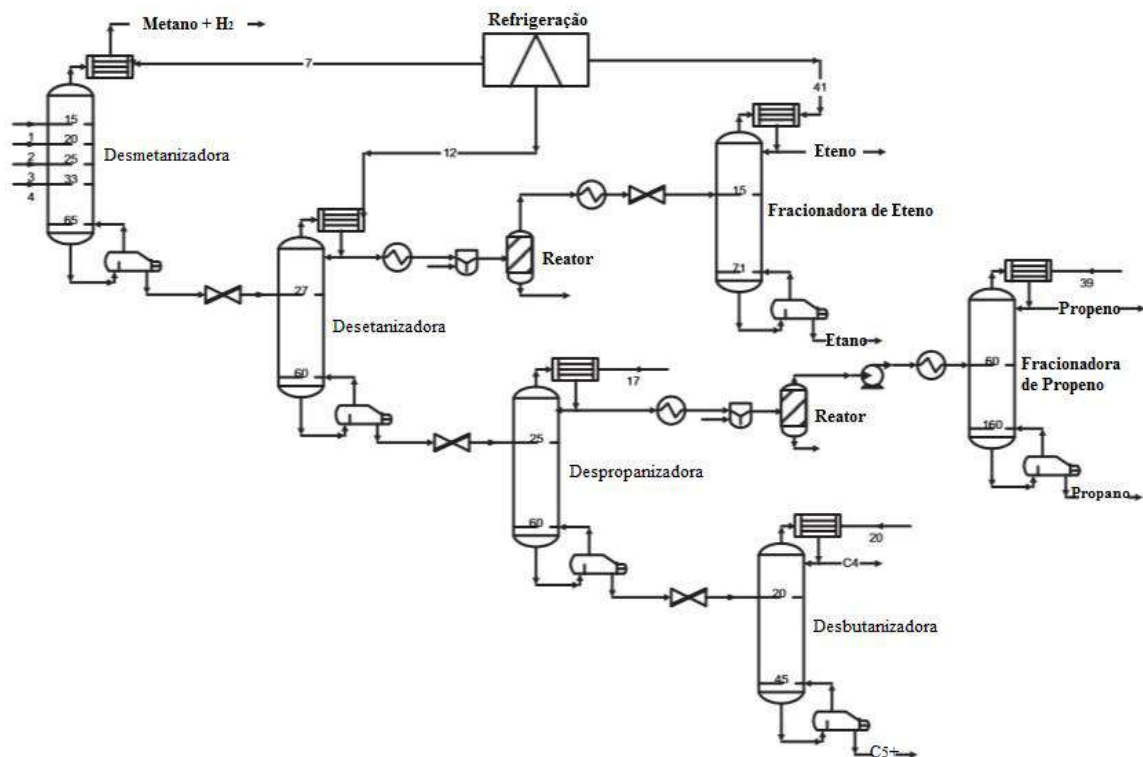 Metano + H2
Refrigeração
7
41
15
1
20
2
25
3
33
4
65
Desmetanizadora
12
Eteno
15
Fracionadora de Eteno
71
Etano
Reator
27
Desetanizadora
60
39
Propeno
60
Fracionadora
de Propeno
160
Propano
17
Reator
25
Despropanizadora
60
20
C4
20
Desbutanizadora
45
C5+